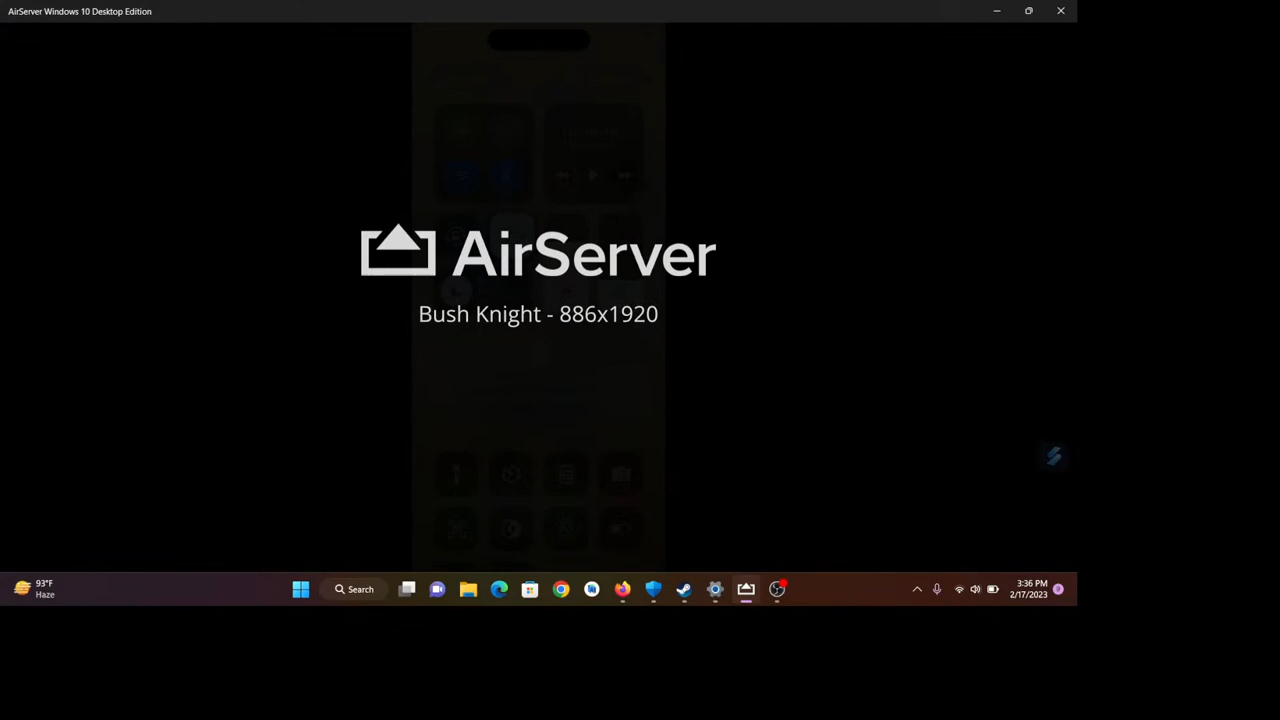 AirServer Windows 10 Desktop Edition
AirServer
Bush Knight - 886x1920
93°F
Haze
Search
3:36 PM
2/17/2023